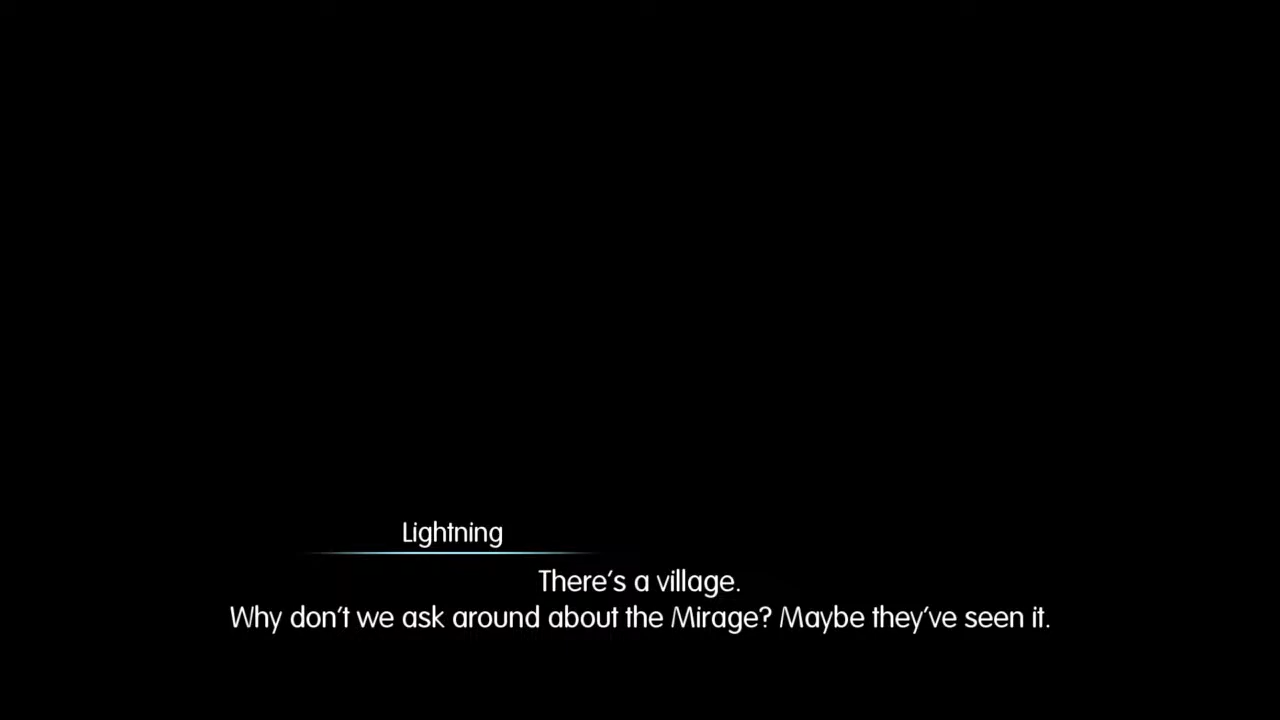 Lightning
There's a village.
Why don't we ask around about the Mirage? Maybe they've seen it.